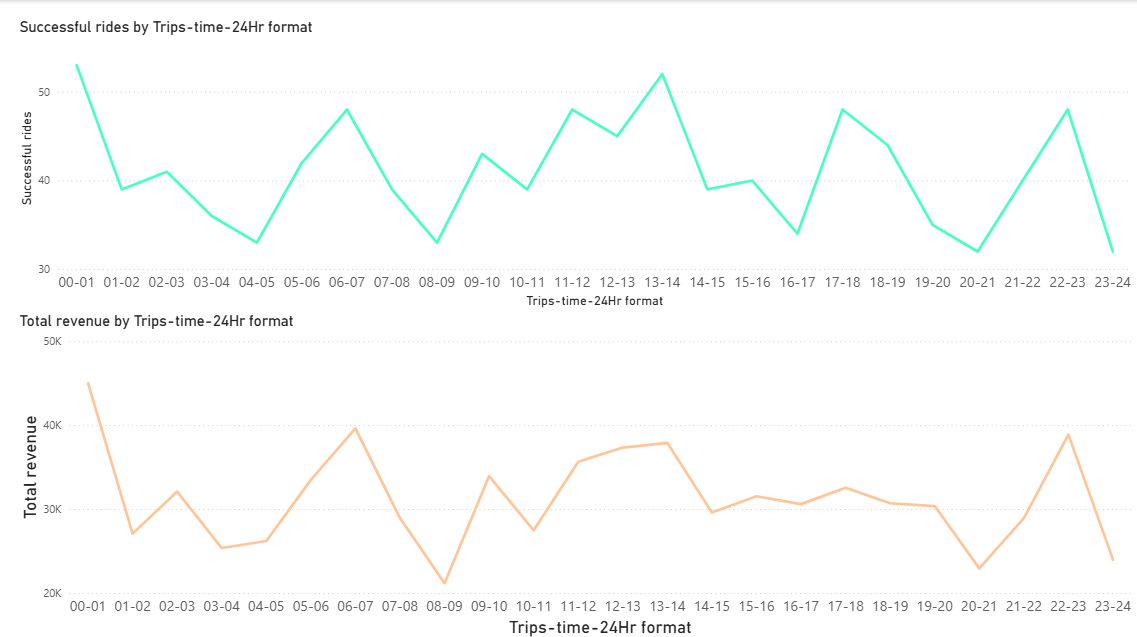 Successful rides by Trips-time-24Hr format
Successful rides
50
40
30
00-01 01-02 02-03 03-04 04-05 05-06 06-07 07-08 08-09 09-10 10-11 11-12 12-13 13-14 14-15 15-16 16-17 17-18 18-19 19-20 20-21 21-22 22-23 23-24
Trips-time-24Hr format
Total revenue by Trips-time-24Hr format
Total revenue
50K
40K
30K
20K
00-01 01-02 02-03 03-04 04-05 05-06 06-07 07-08 08-09 09-10 10-11 11-12 12-13 13-14 14-15 15-16 16-17 17-18 18-19 19-20 20-21 21-22 22-23 23-24
Trips-time-24Hr format